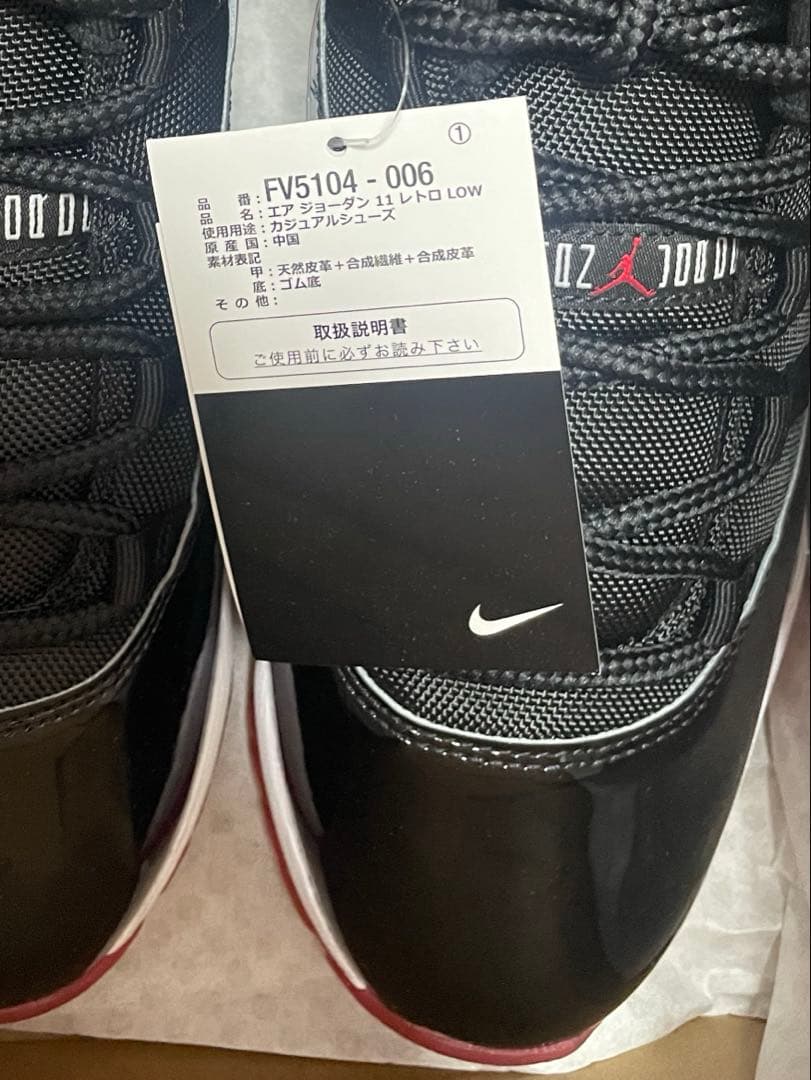 ①
品番：FV5104 - 006
品名：エア ジョーダン 11 レトロ LOW
使用用途：カジュアルシューズ
原産国：中国
素材表記
甲：天然皮革＋合成繊維＋合成皮革
底：ゴム底
その他：
取扱説明書
ご使用前に必ずお読み下さい